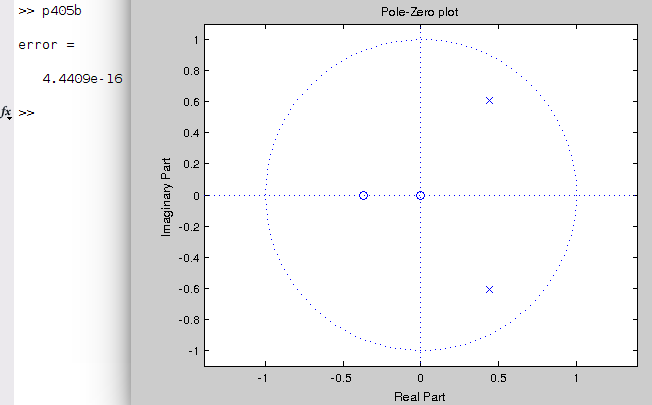 >> p405b
error =
4.4409e-16
fx >>
Pole-Zero plot
1
0.8
0.6
0.4
0.2
0
-0.2
-0.4
-0.6
-0.8
-1
Imaginary Part
-1 -0.5 0 0.5 1
Real Part